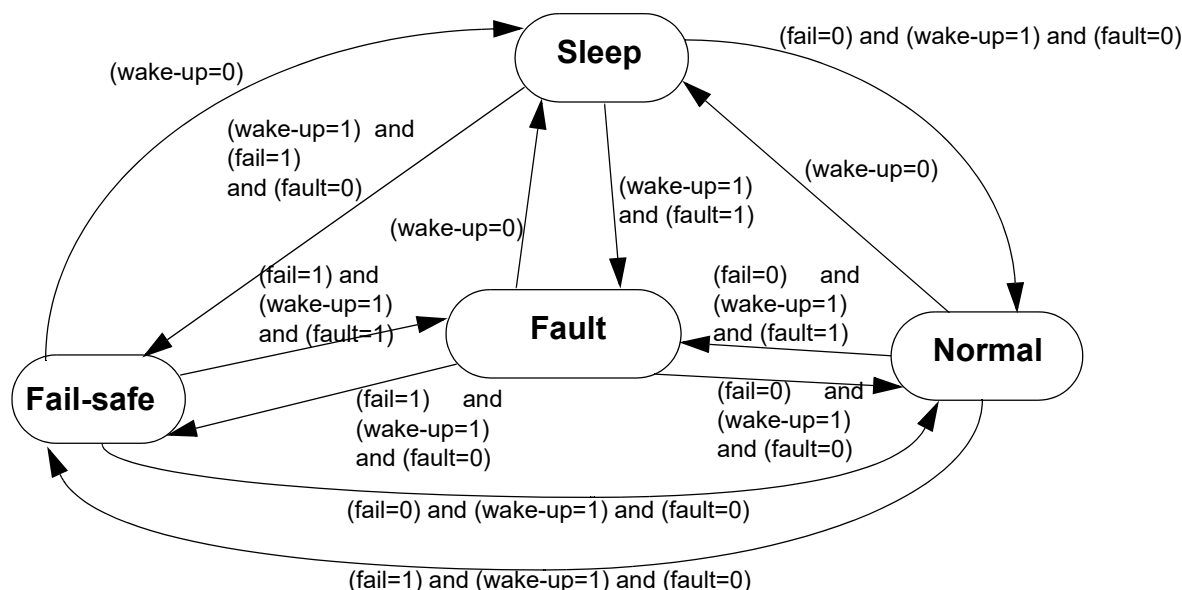 Sleep
(fail=0) and (wake-up=1) and (fault=0)
(wake-up=0)
(wake-up=1) and
(fail=1)
and (fault=0)
(wake-up=1)
and (fault=1)
(wake-up=0)
(wake-up=0)
(fail=1) and
(wake-up=1)
and (fault=1)
(fail=0) and
(wake-up=1)
and (fault=1)
Fault
Normal
Fail-safe
(fail=1) and
(wake-up=1)
and (fault=0)
(fail=0) and
(wake-up=1)
and (fault=0)
(fail=0) and (wake-up=1) and (fault=0)
(fail=1) and (wake-up=1) and (fault=0)